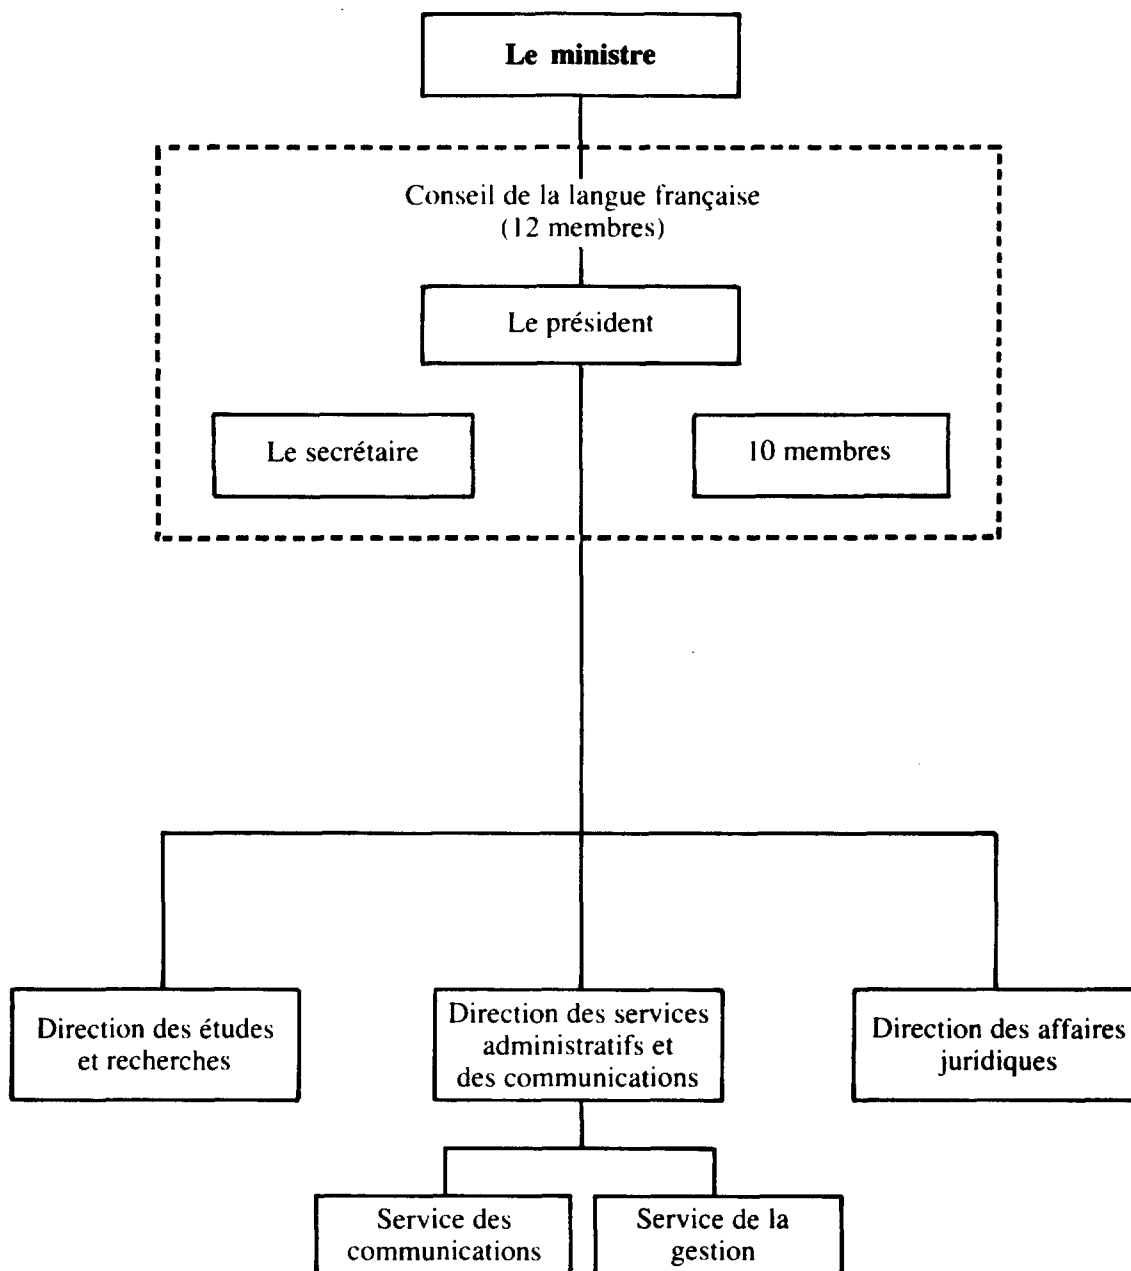 Le ministre
Conseil de la langue française
(12 membres)
Le président
Le secrétaire
10 membres
Direction des études
et recherches
Direction des services
administratifs et
des communications
Direction des affaires
juridiques
Service des
communications
Service de la
gestion